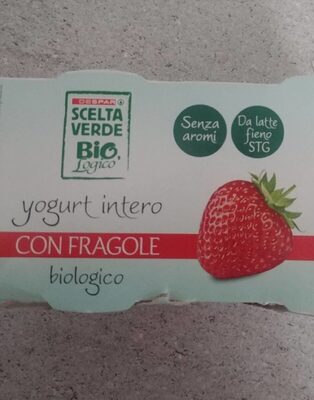 DESPAR
SCELTA
VERDE
BiO,
Logico
Senza
aromi
Da latte
fieno
STG
yogurt intero
CON FRAGOLE
biologico